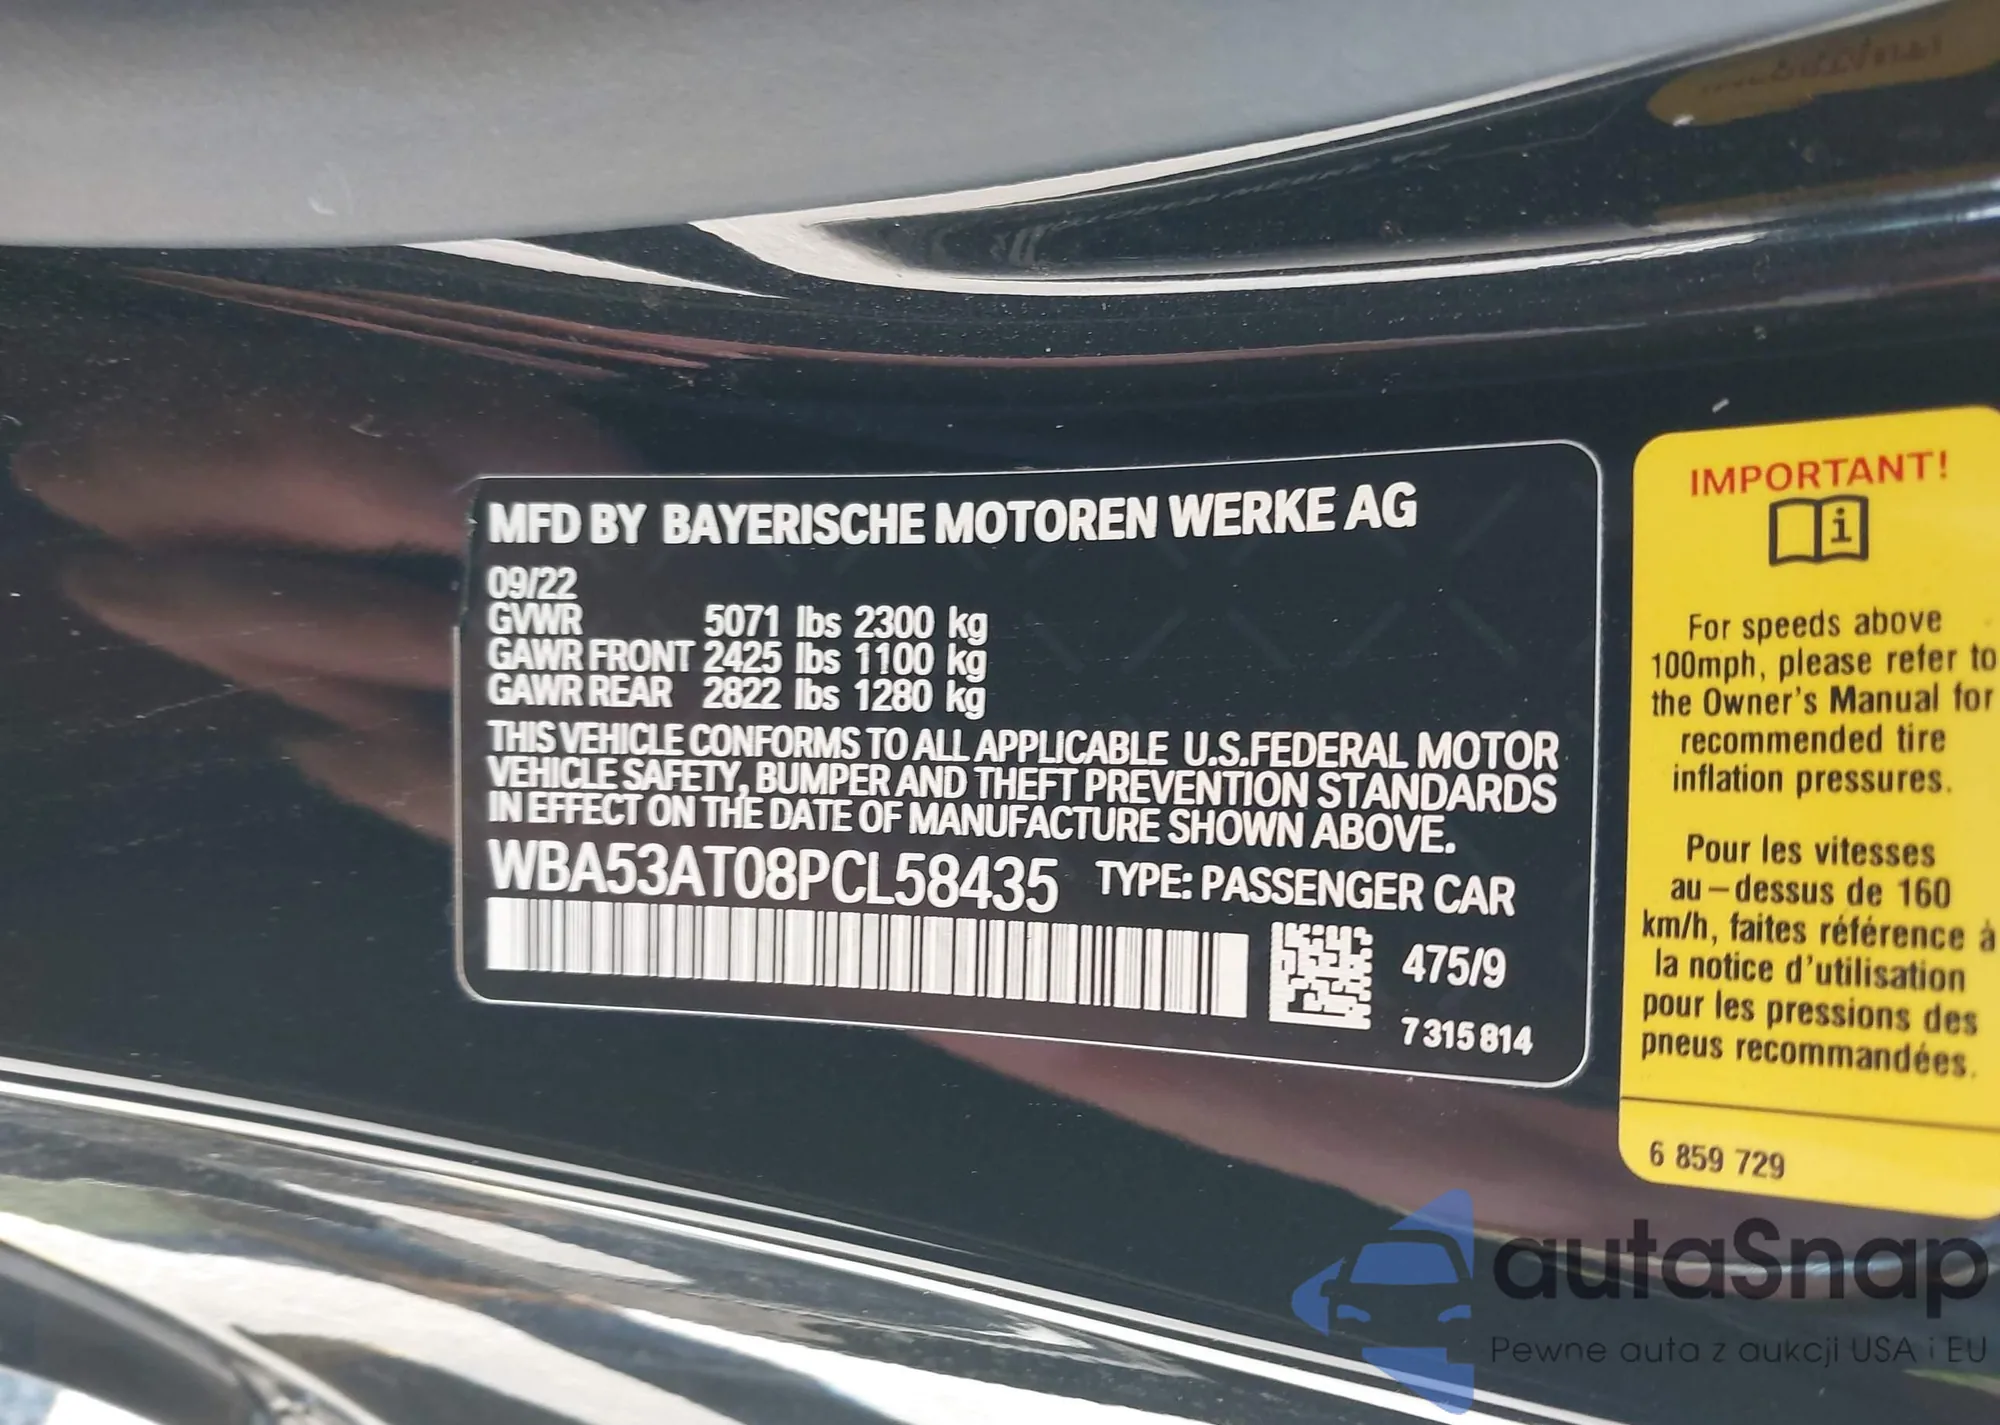 MFD BY BAYERISCHE MOTOREN WERKE AG
09/22
GVWR 5071 lbs 2300 kg
GAWR FRONT 2425 lbs 1100 kg
GAWR REAR 2822 lbs 1280 kg
THIS VEHICLE CONFORMS TO ALL APPLICABLE U.S.FEDERAL MOTOR
VEHICLE SAFETY, BUMPER AND THEFT PREVENTION STANDARDS
IN EFFECT ON THE DATE OF MANUFACTURE SHOWN ABOVE.
WBA53AT08PCL58435 TYPE: PASSENGER CAR
475/9
7 315 814
IMPORTANT!
i
For speeds above
100mph, please refer to
the Owner's Manual for
recommended tire
inflation pressures.
Pour les vitesses
au-dessus de 160
km/h, faites référence à
la notice d'utilisation
pour les pressions des
pneus recommandées.
6 859 729
autaSnap
Pewne auta z aukcji USA i EU